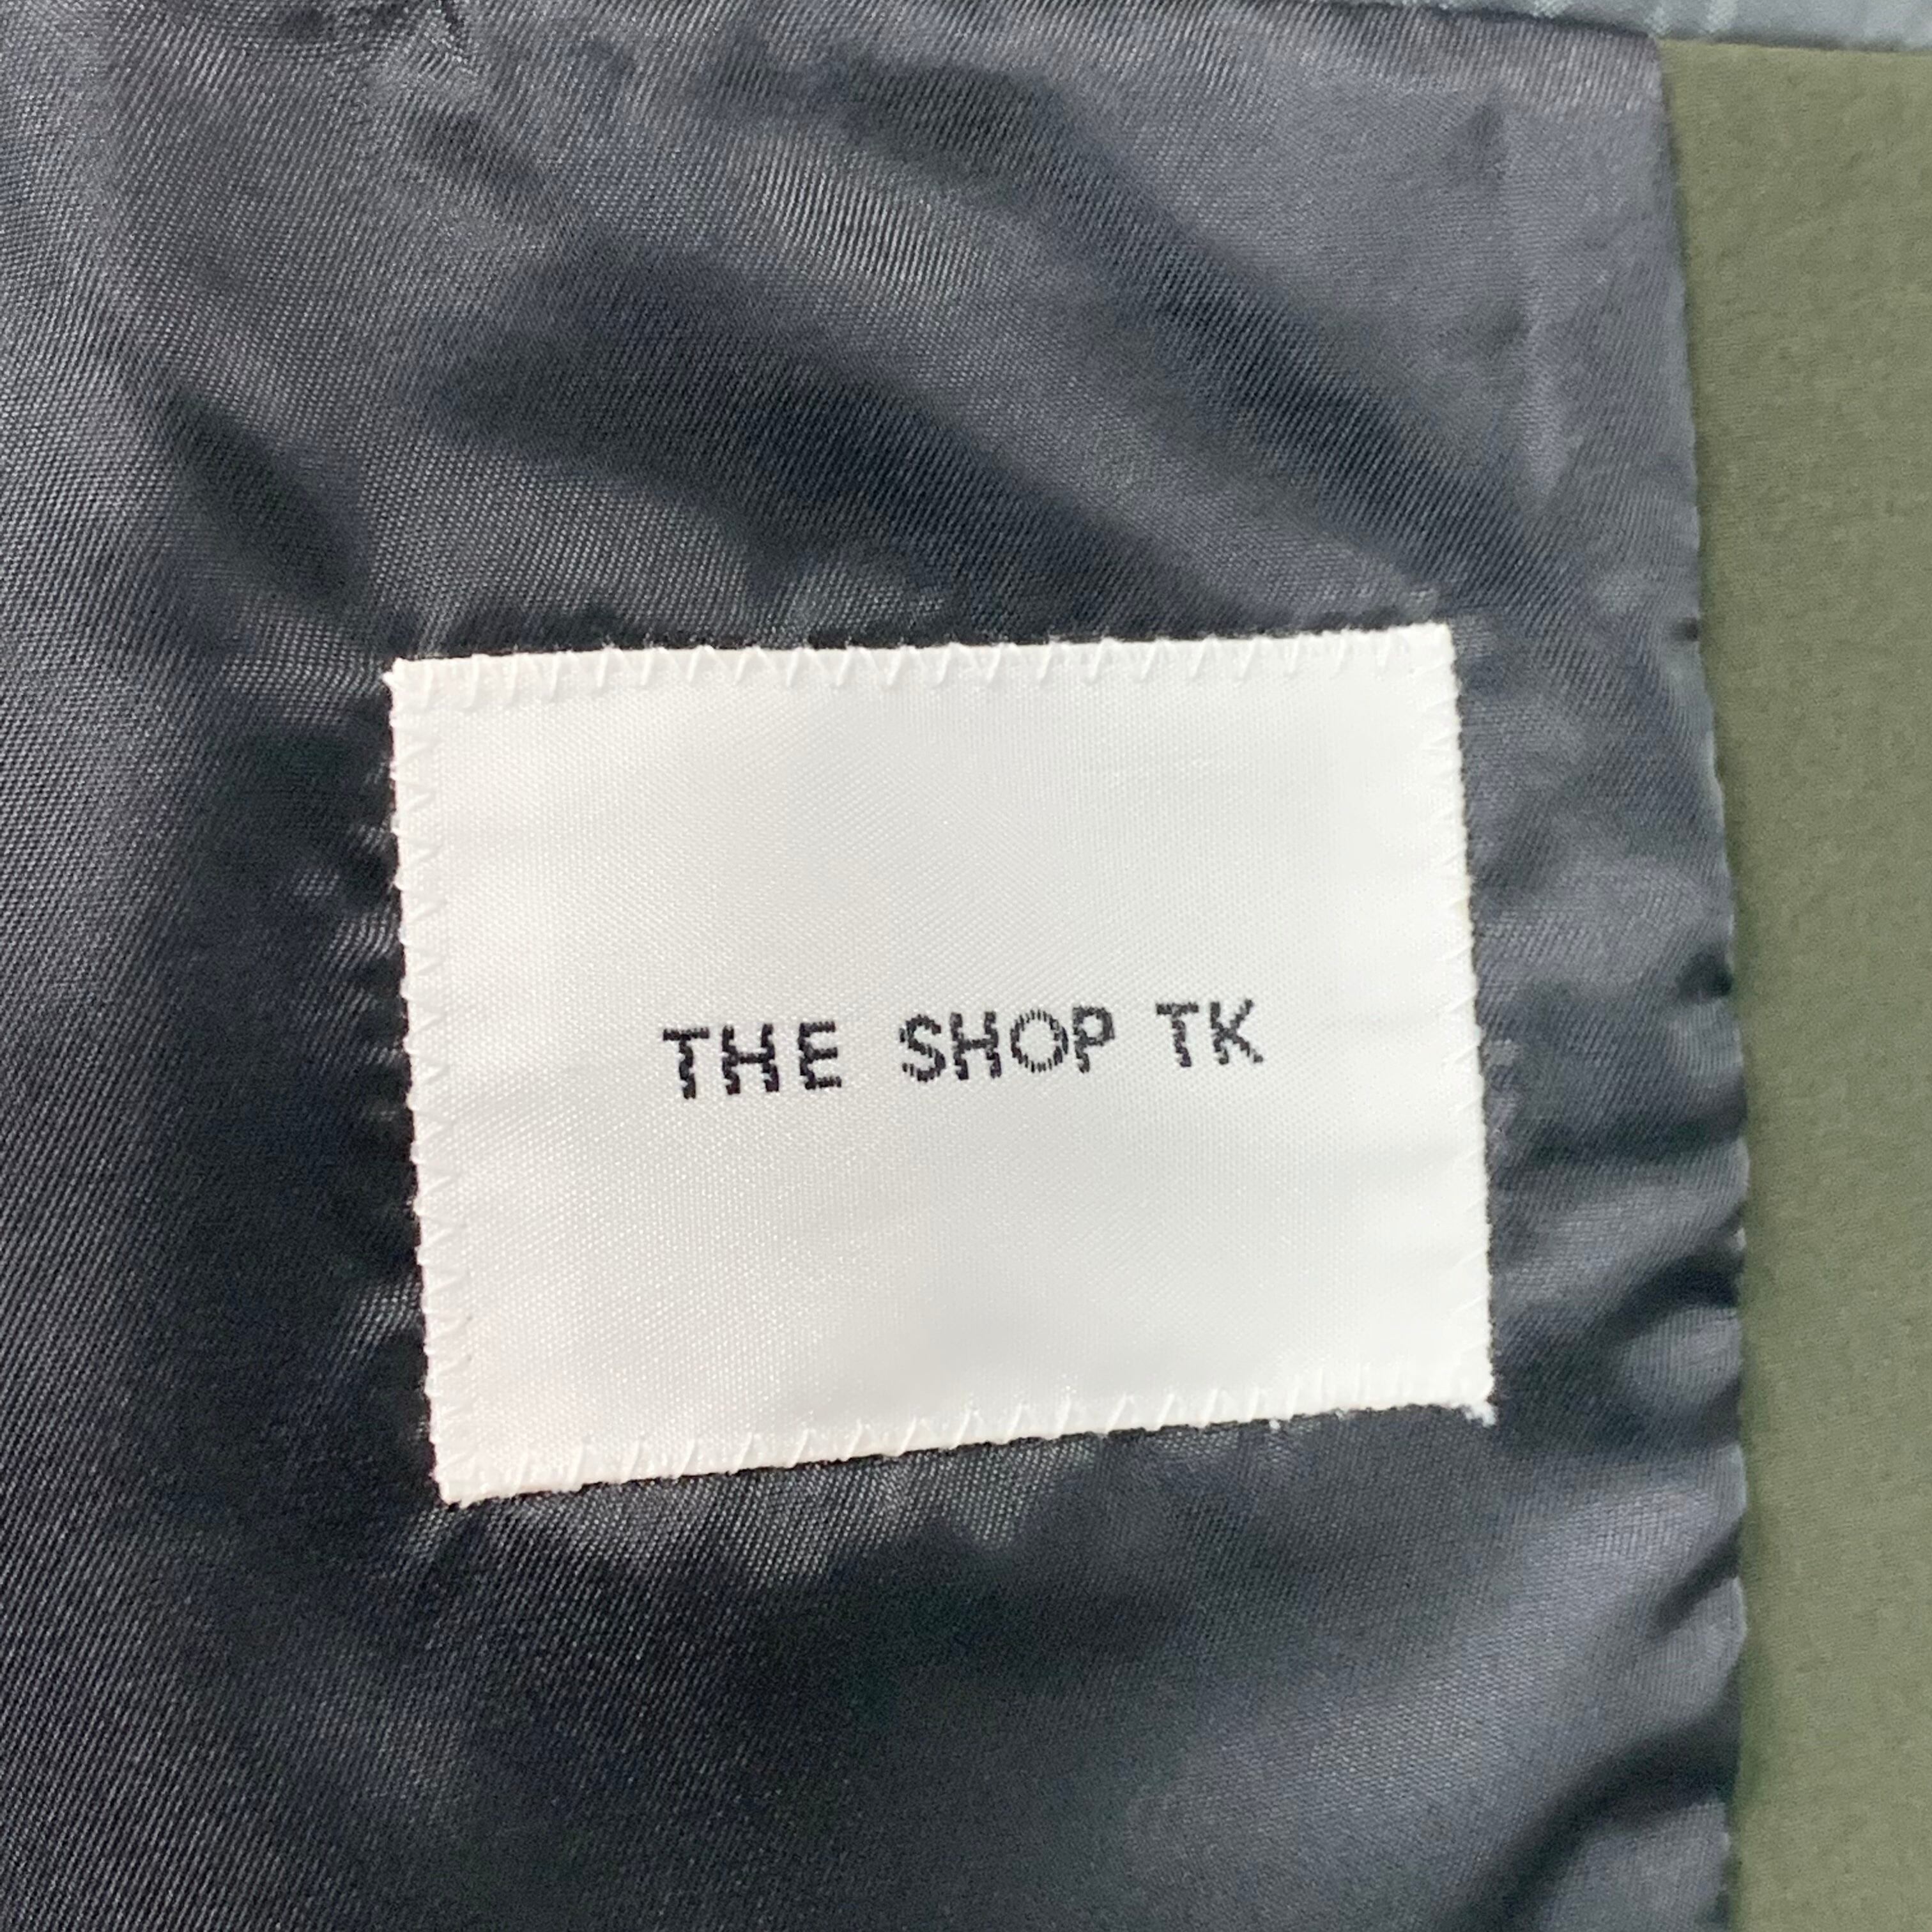 THE SHOP TK